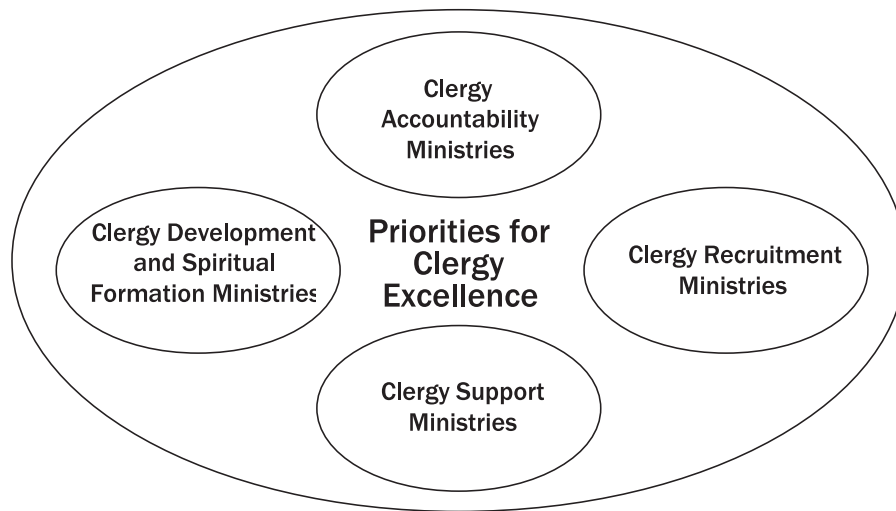 Clergy
Accountability
Ministries
Clergy Development
and Spiritual
Formation Ministries
Priorities for
Clergy
Excellence
Clergy Recruitment
Ministries
Clergy Support
Ministries